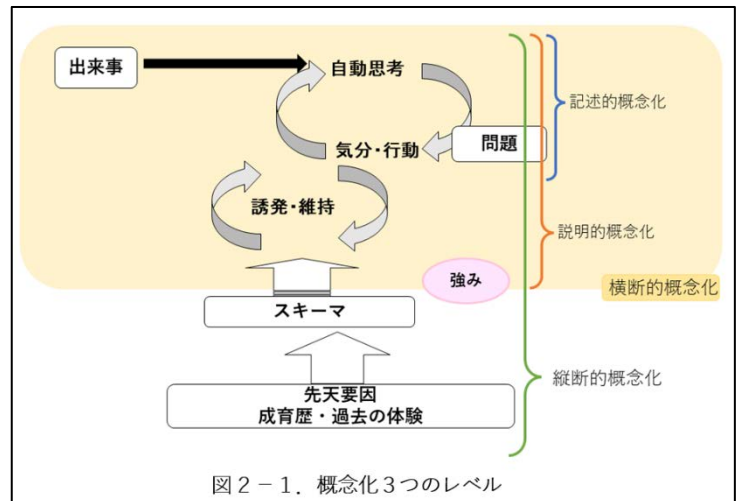 出来事
自動思考
記述的概念化
気分・行動
問題
誘発・維持
説明的概念化
強み
横断的概念化
スキーマ
縦断的概念化
先天要因
成育歴・過去の体験
図２－１．概念化３つのレベル